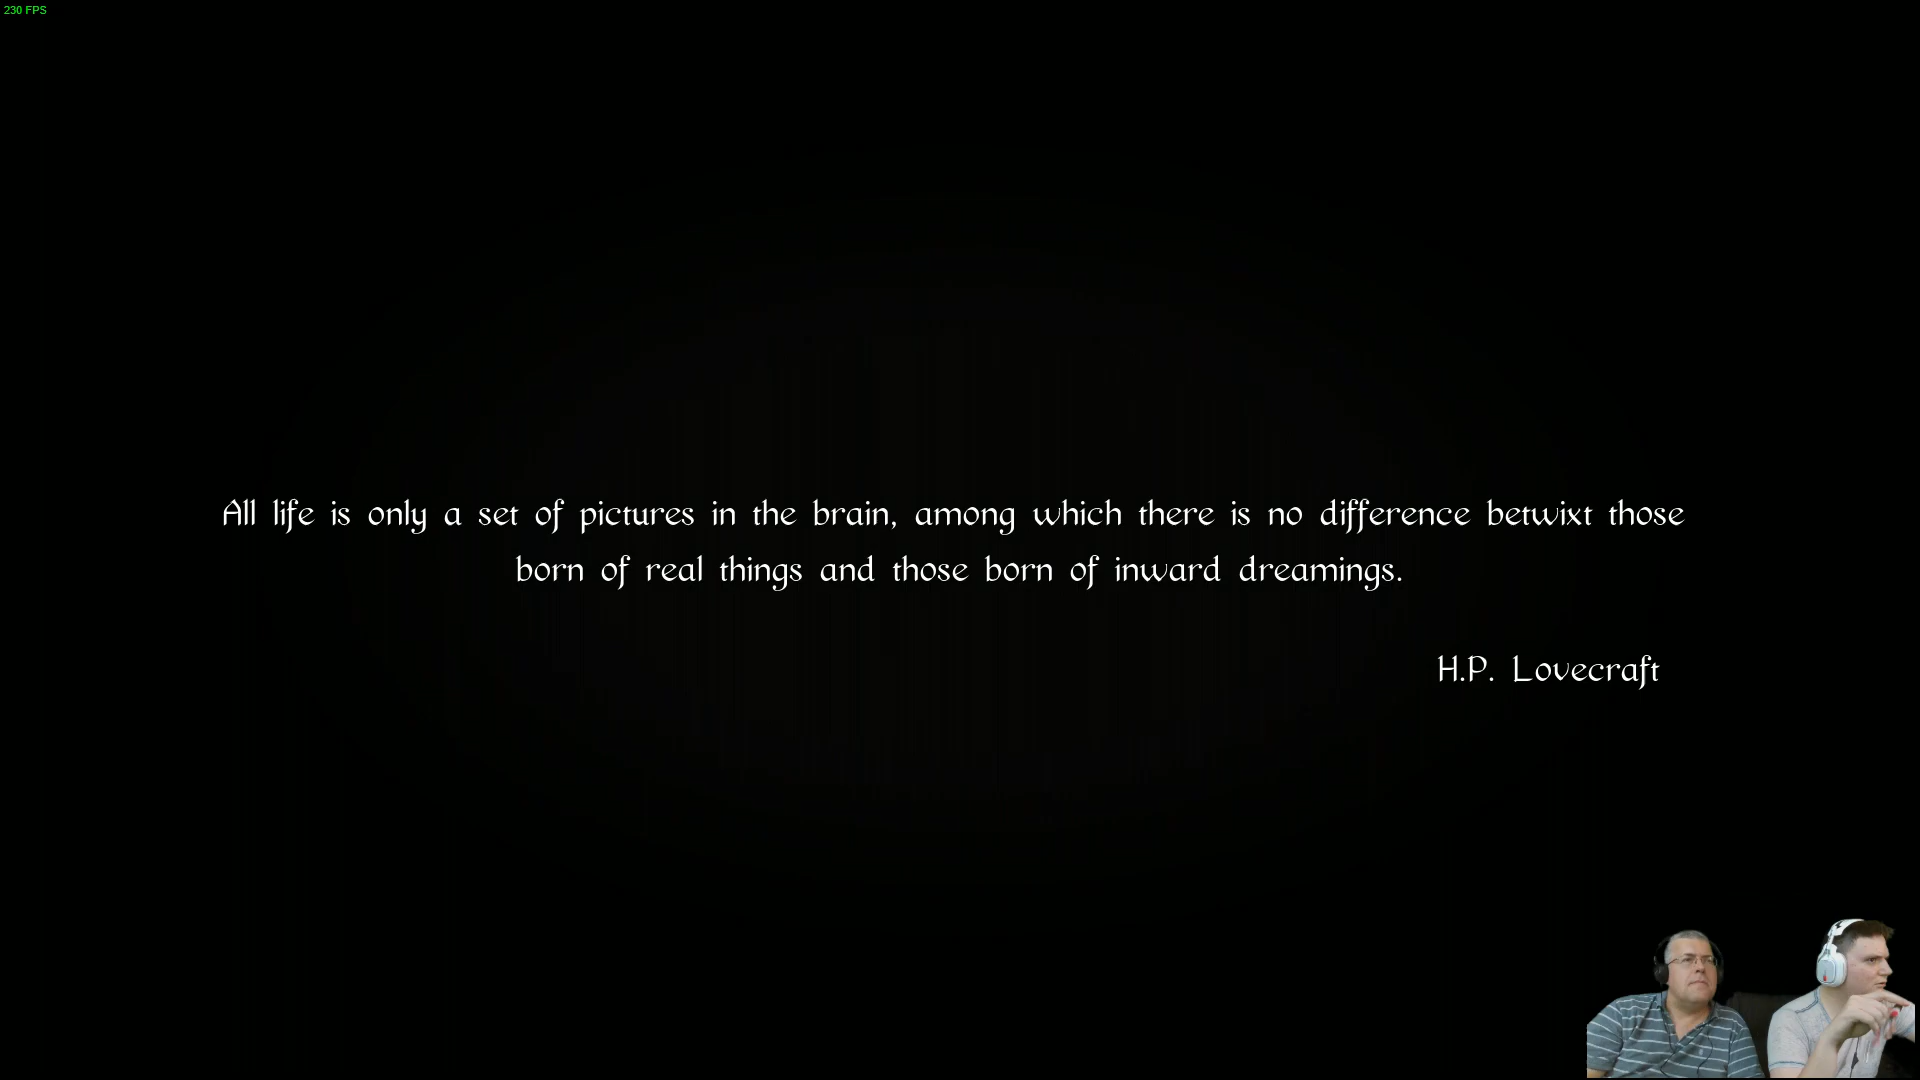 230 FPS
All life is only a set of pictures in the brain, among which there is no difference betwixt those
born of real things and those born of inward dreamings.
H.P. Lovecraft